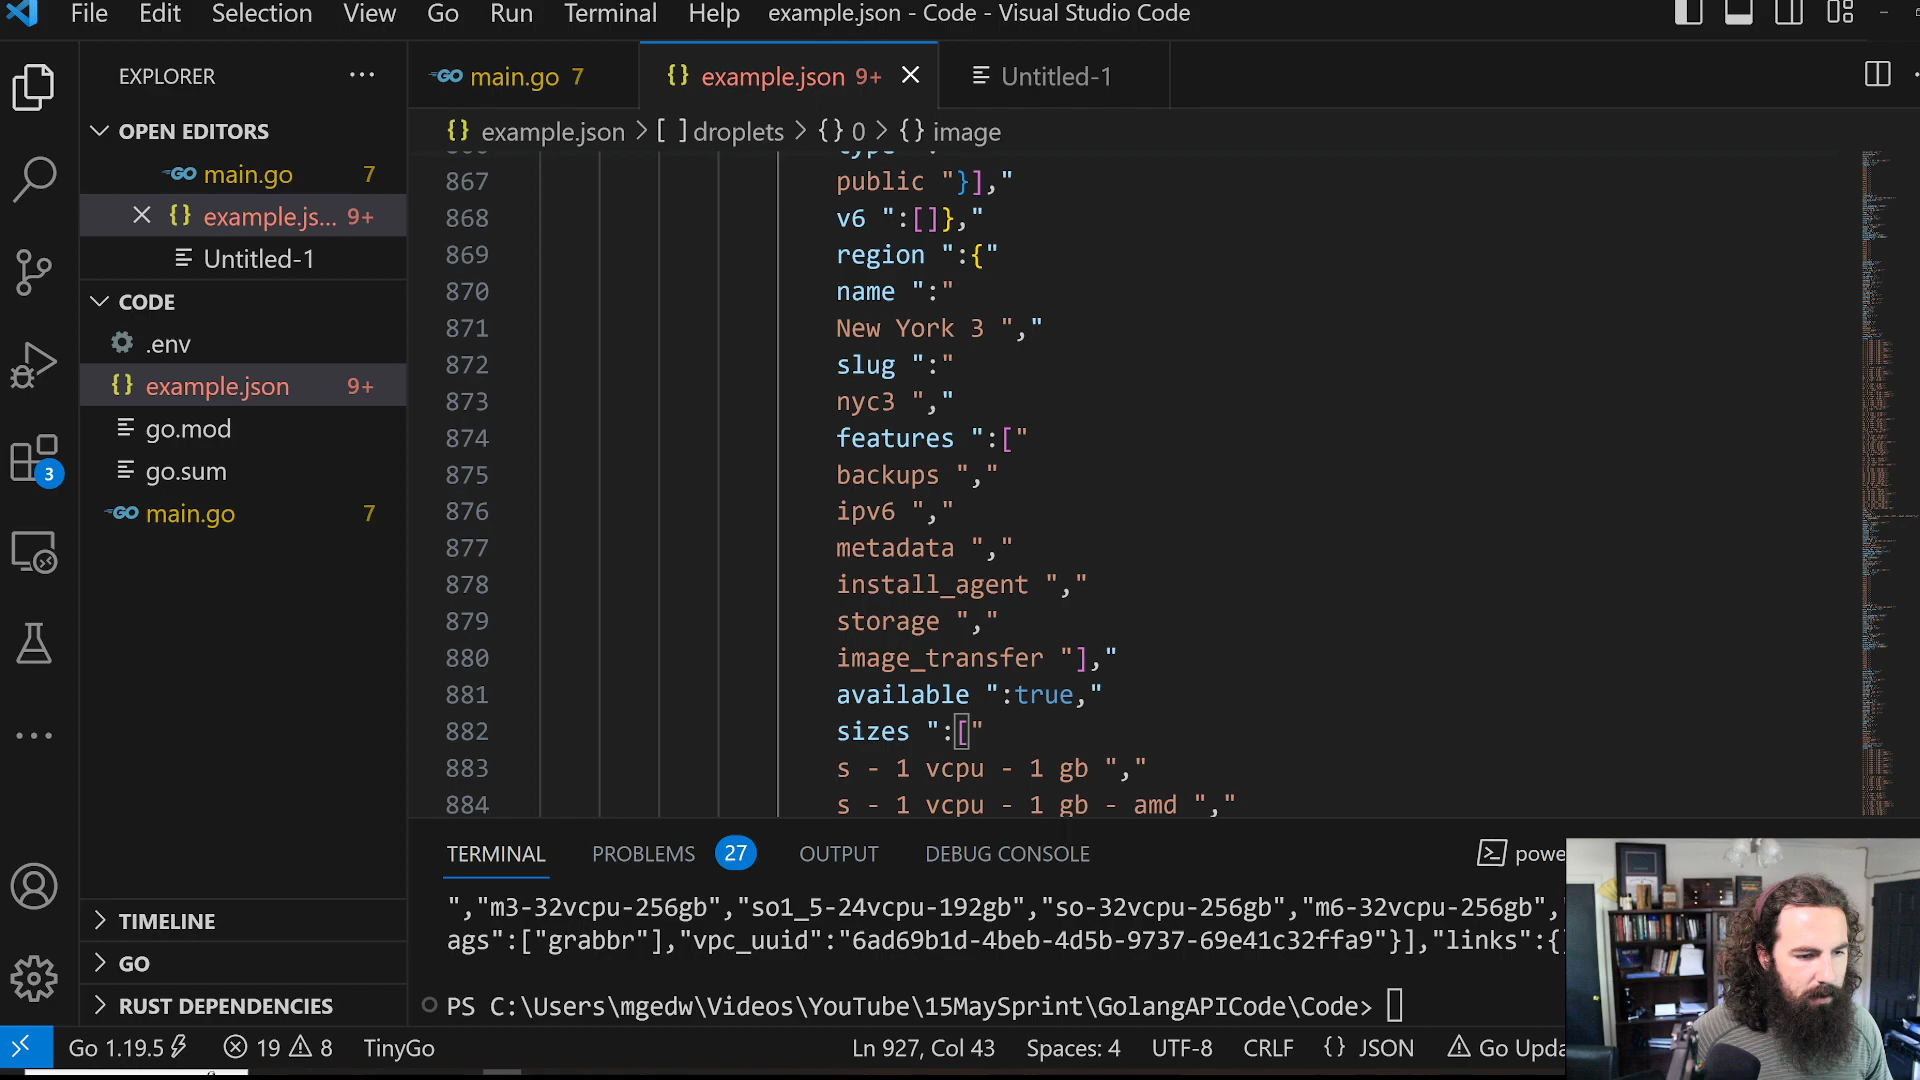 File Edit Selection View Go Run Terminal Help example.json - Code - Visual Studio Code
EXPLORER
GO main.go 7 {} example.json 9+ Untitled-1
OPEN EDITORS
{} example.json > [ ] droplets > {} 0 > {} image
GO main.go 7
{} example.js... 9+
Untitled-1
CODE
.env
{} example.json 9+
go.mod
go.sum
GO main.go 7
3
TIMELINE
GO
RUST DEPENDENCIES
867 public "}],"
868 v6 ":[]},"
869 region ":{"
870 name ":"
871 New York 3 ","
872 slug ":"
873 nyc3 ","
874 features ":["
875 backups ","
876 ipv6 ","
877 metadata ","
878 install_agent ","
879 storage ","
880 image_transfer "],"
881 available ":true,"
882 sizes ":["
883 s - 1 vcpu - 1 gb ","
884 s - 1 vcpu - 1 gb - amd ","
TERMINAL PROBLEMS 27 OUTPUT DEBUG CONSOLE powe
","m3-32vcpu-256gb","so1_5-24vcpu-192gb","so-32vcpu-256gb","m6-32vcpu-256gb",
ags":["grabbr"],"vpc_uuid":"6ad69b1d-4beb-4d5b-9737-69e41c32ffa9"}],"links":{
PS C:\Users\mgedw\Videos\YouTube\15MaySprint\GolangAPICode\Code>
Go 1.19.5 19 8 TinyGo Ln 927, Col 43 Spaces: 4 UTF-8 CRLF {} JSON Go Upda